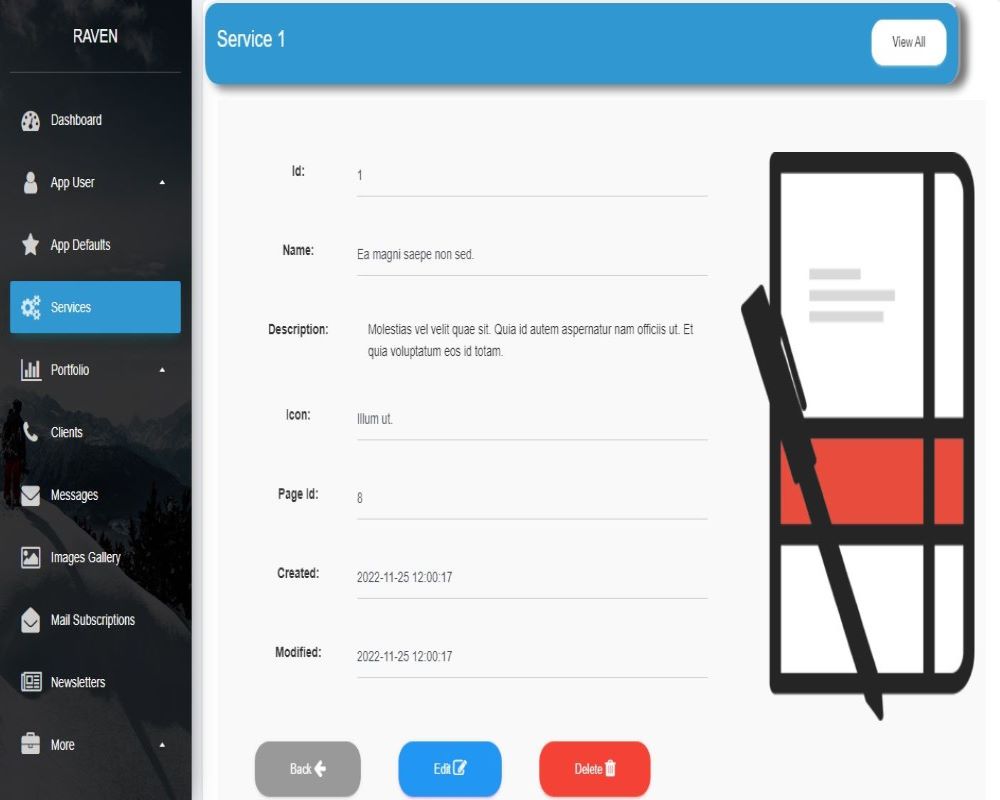 RAVEN
Dashboard
App User
App Defaults
Services
Portfolio
Clients
Messages
Images Gallery
Mail Subscriptions
Newsletters
More
Service 1
View All
Id:
1
Name:
Ea magni saepe non sed.
Description:
Molestias vel velit quae sit. Quia id autem aspernatur nam officiis ut. Et
quia voluptatum eos id totam.
Icon:
Illum ut.
Page Id:
8
Created:
2022-11-25 12:00:17
Modified:
2022-11-25 12:00:17
Back
Edit
Delete